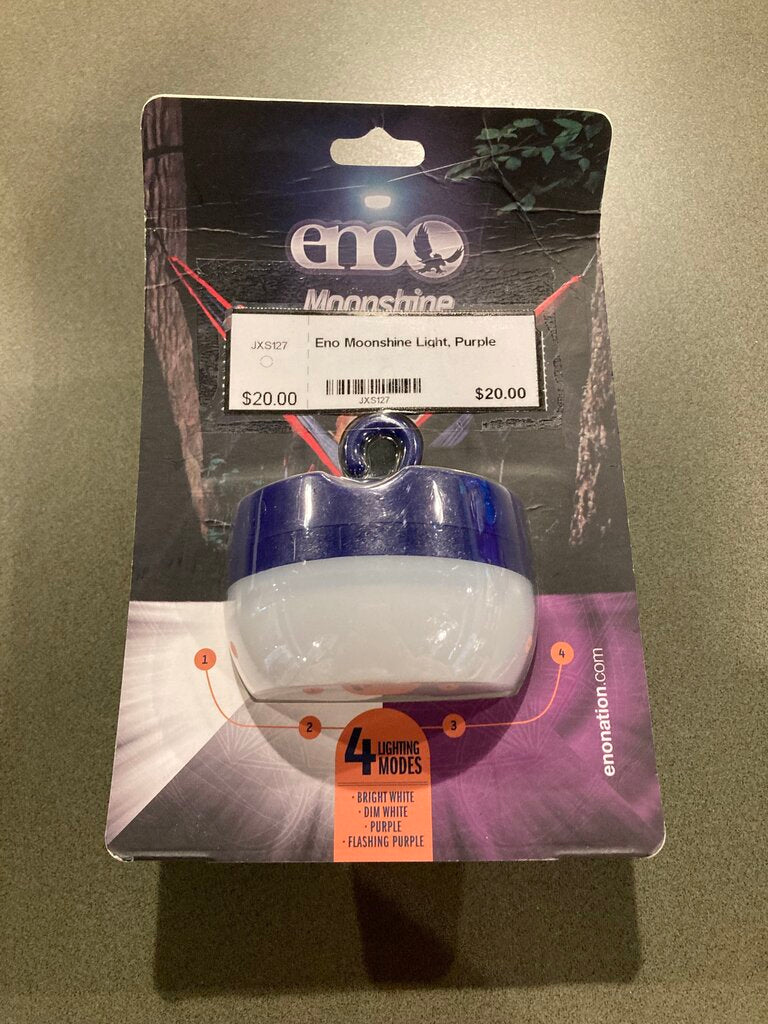 eno
Moonshine
JXS127
Eno Moonshine Light, Purple
$20.00
JXS127
$20.00
1
4
2
3
4 LIGHTING
MODES
· BRIGHT WHITE
· DIM WHITE
· PURPLE
· FLASHING PURPLE
enonation.com